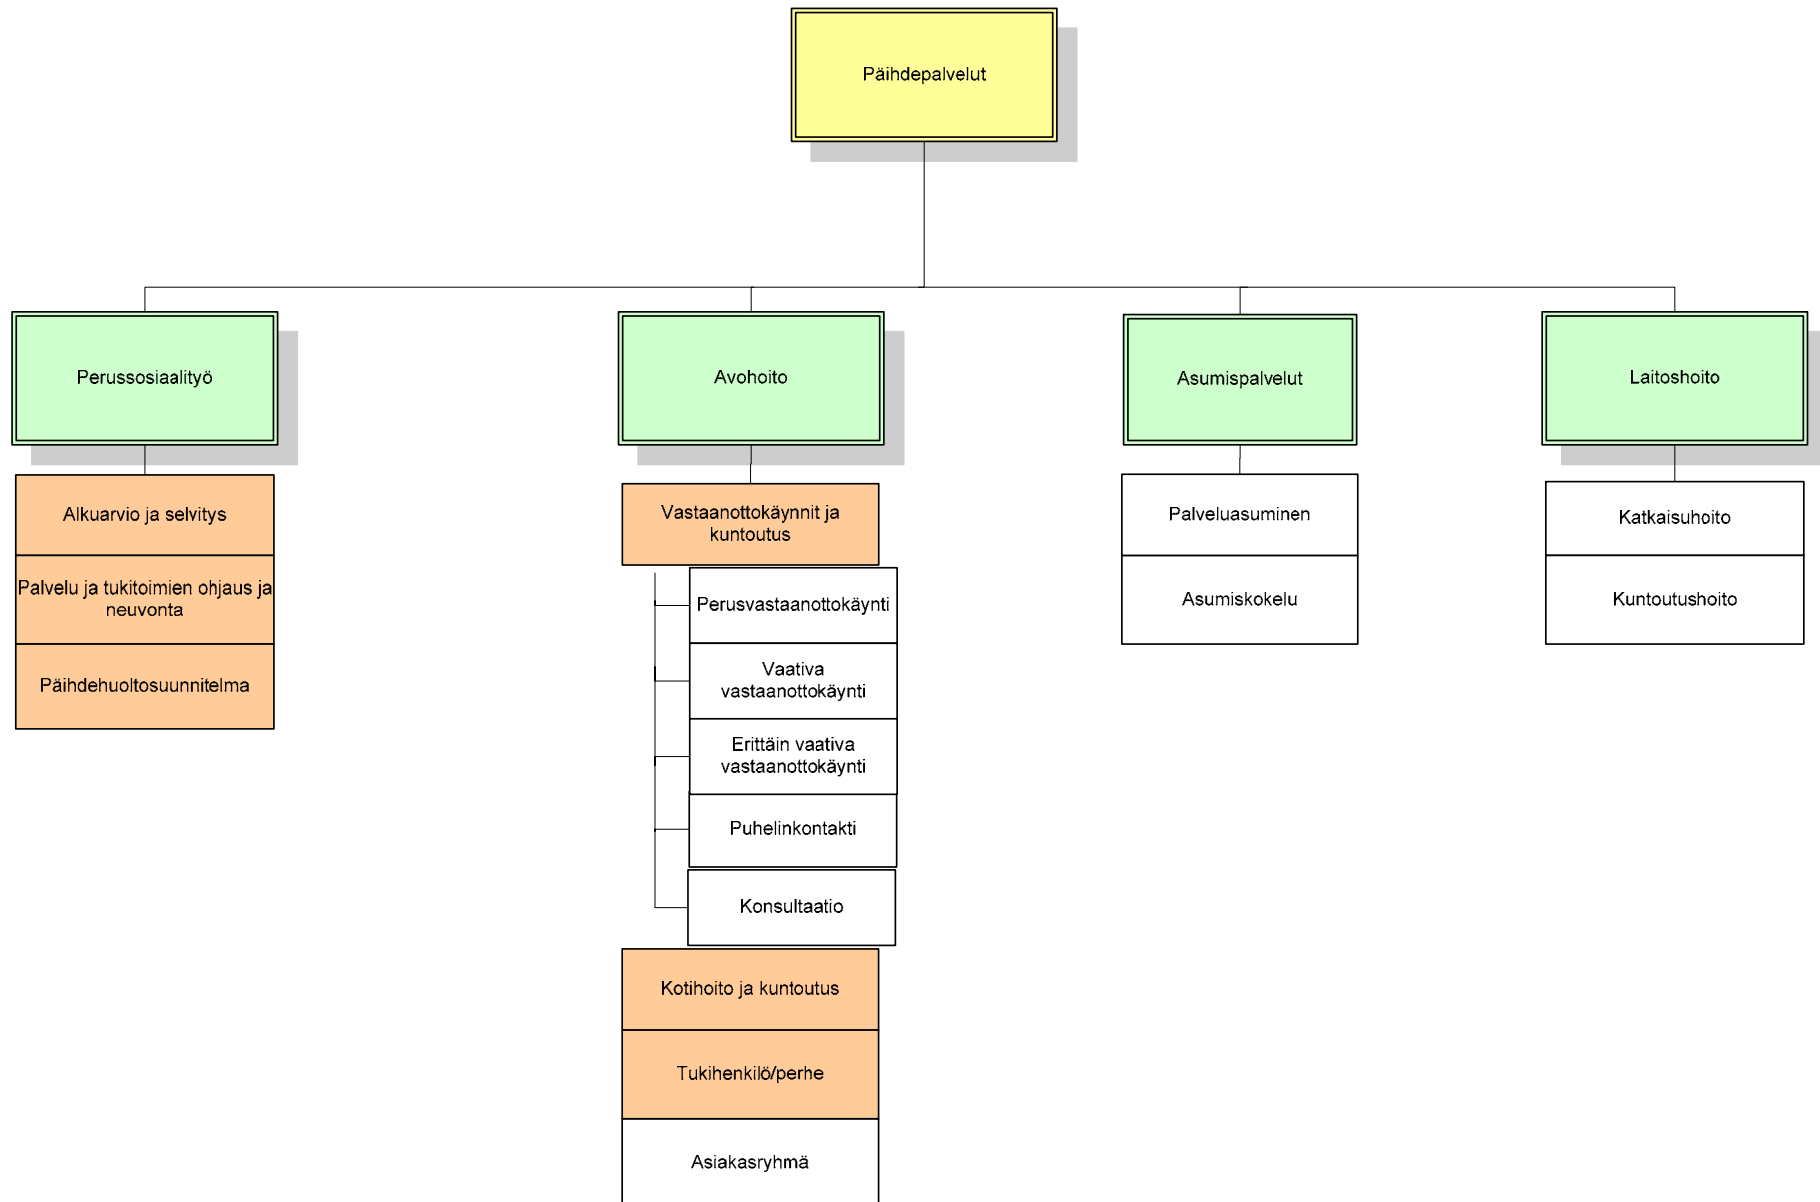 Päihdepalvelut
Perussosiaalityö
Avohoito
Asumispalvelut
Laitoshoito
Alkuarvio ja selvitys
Palvelu ja tukitoimien ohjaus ja
neuvonta
Päihdehuoltosuunnitelma
Vastaanottokäynnit ja
kuntoutus
Perusvastaanottokäynti
Vaativa
vastaanottokäynti
Erittäin vaativa
vastaanottokäynti
Puhelinkontakti
Konsultaatio
Kotihoito ja kuntoutus
Tukihenkilö/perhe
Asiakasryhmä
Palveluasuminen
Asumiskokelu
Katkaisuhoito
Kuntoutushoito